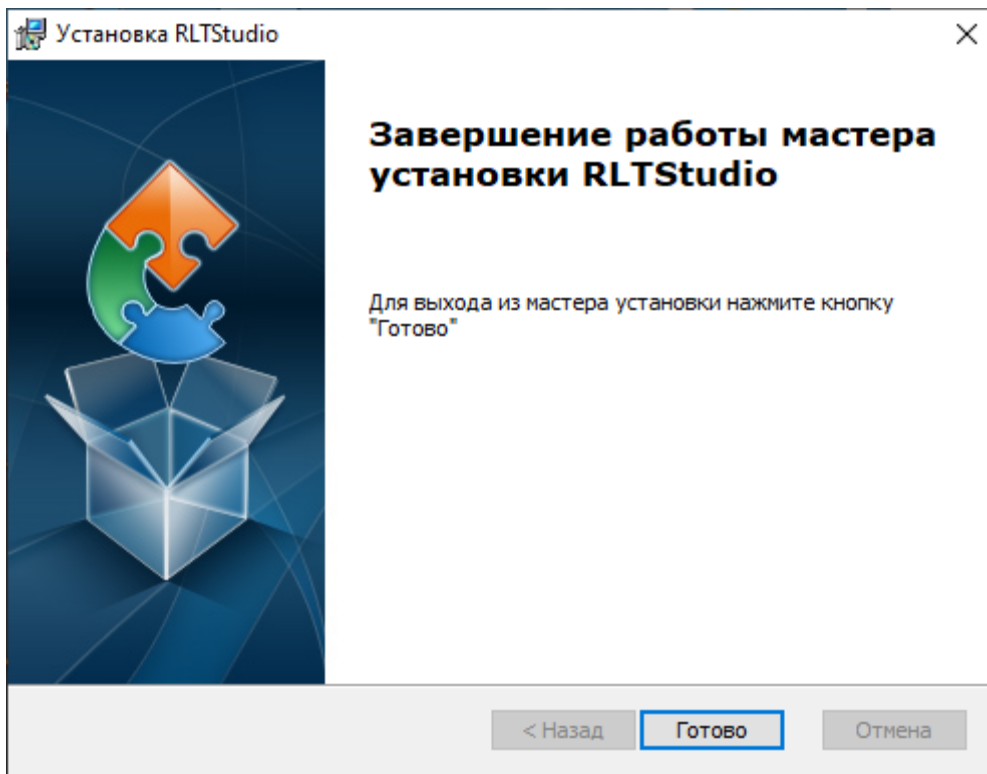 Установка RLTStudio
Завершение работы мастера
установки RLTStudio
Для выхода из мастера установки нажмите кнопку
"Готово"
< Назад
Готово
Отмена